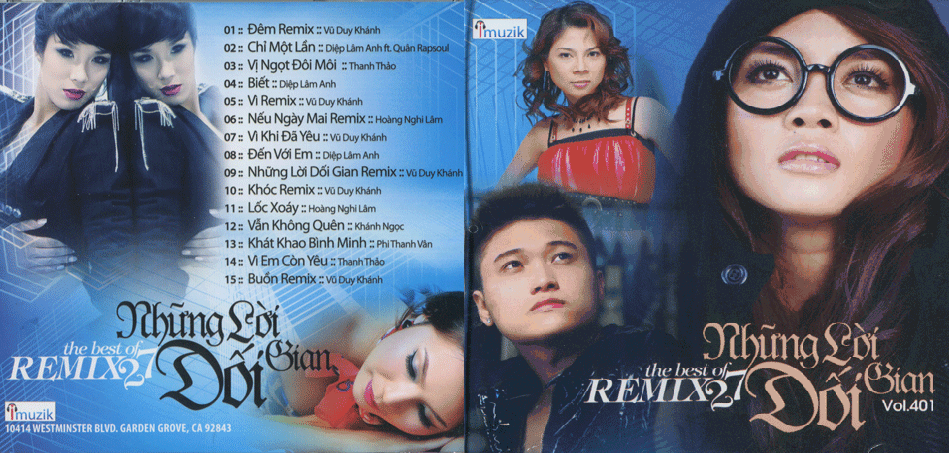 01 :: Đêm Remix :: Vũ Duy Khánh
02 :: Chỉ Một Lần :: Diệp Lâm Anh ft. Quân Rapsoul
03 :: Vị Ngọt Đôi Môi :: Thanh Thảo
04 :: Biết :: Diệp Lâm Anh
05 :: Vì Remix :: Vũ Duy Khánh
06 :: Nếu Ngày Mai Remix :: Hoàng Nghi Lâm
07 :: Vì Khi Đã Yêu :: Vũ Duy Khánh
08 :: Đến Với Em :: Diệp Lâm Anh
09 :: Những Lời Dối Gian Remix :: Vũ Duy Khánh
10 :: Khóc Remix :: Vũ Duy Khánh
11 :: Lốc Xoáy :: Hoàng Nghi Lâm
12 :: Vẫn Không Quên :: Khánh Ngọc
13 :: Khát Khao Bình Minh :: Phi Thanh Vân
14 :: Vì Em Còn Yêu :: Thanh Thảo
15 :: Buồn Remix :: Vũ Duy Khánh
Những Lời
Dối Gian
the best of
REMIX 27
imuzik
10414 WESTMINSTER BLVD. GARDEN GROVE, CA 92843
imuzik
Những Lời
Dối Gian
the best of
REMIX 27
Vol.401